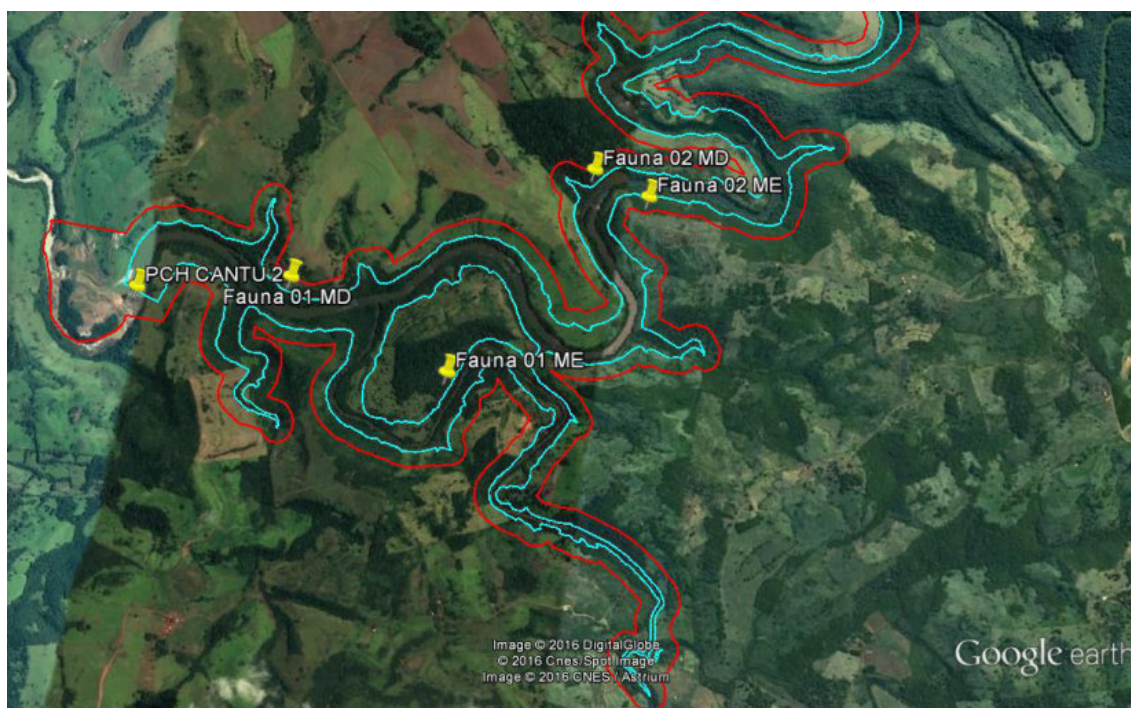 Fauna 02 MD
Fauna 02 ME
PCH CANTU 2
Fauna 01 MD
Fauna 01 ME
Image © 2016 DigitalGlobe
© 2016 Cnes/Spot Image
Image © 2016 CNES / Astrium
Google earth